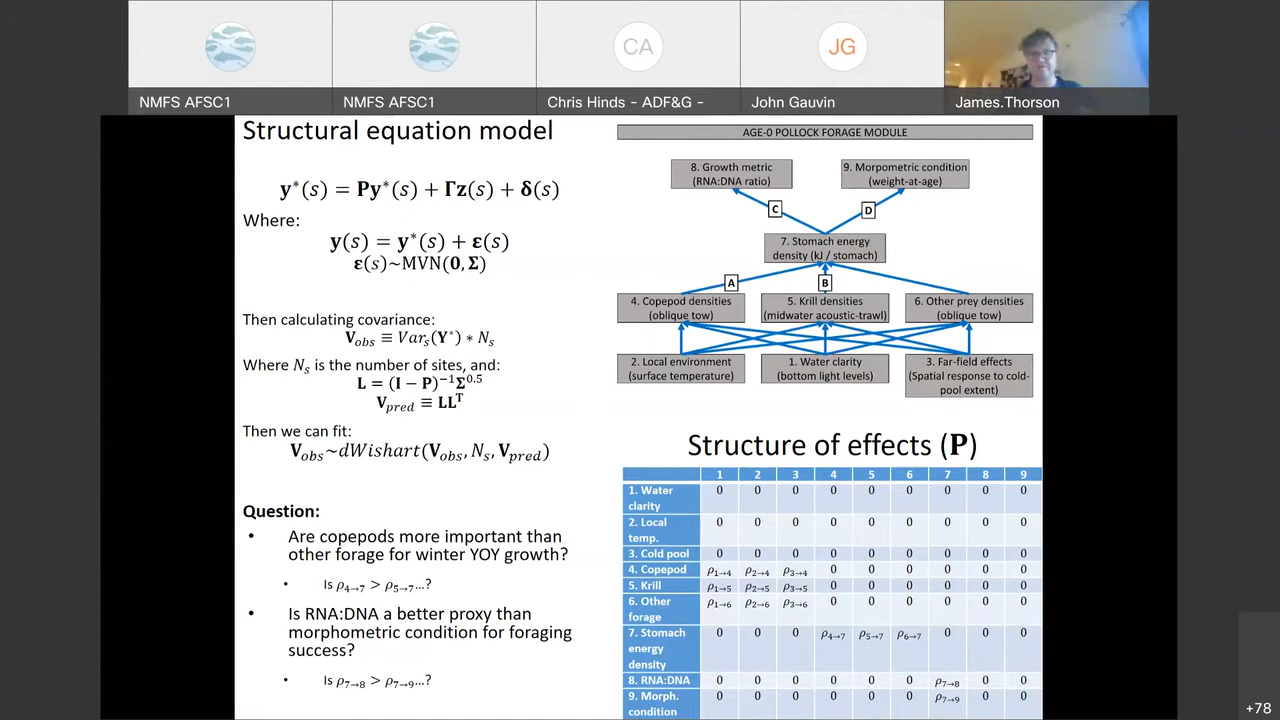 CA
JG
NMFS AFSC1
NMFS AFSC1
Chris Hinds - ADF&G -
John Gauvin
James.Thorson
Structural equation model
y*(s) = Py*(s) + Γz(s) + δ(s)
Where:
y(s) = y*(s) + ε(s)
ε(s)~MVN(0, Σ)
Then calculating covariance:
V_obs ≡ Var_s(Y*) * N_s
Where N_s is the number of sites, and:
L = (I − P)^−1 Σ^0.5
V_pred ≡ LL^T
Then we can fit:
V_obs~dWishart(V_obs, N_s, V_pred)
Question:
• Are copepods more important than
other forage for winter YOY growth?
• Is ρ4→7 > ρ5→7…?
• Is RNA:DNA a better proxy than
morphometric condition for foraging
success?
• Is ρ7→8 > ρ7→9…?
AGE-0 POLLOCK FORAGE MODULE
8. Growth metric
(RNA:DNA ratio)
9. Morpometric condition
(weight-at-age)
C
D
7. Stomach energy
density (kJ / stomach)
A
B
4. Copepod densities
(oblique tow)
5. Krill densities
(midwater acoustic-trawl)
6. Other prey densities
(oblique tow)
2. Local environment
(surface temperature)
1. Water clarity
(bottom light levels)
3. Far-field effects
(Spatial response to cold-
pool extent)
Structure of effects (P)
1 2 3 4 5 6 7 8 9
1. Water
clarity
0 0 0 0 0 0 0 0 0
2. Local
temp.
0 0 0 0 0 0 0 0 0
3. Cold pool 0 0 0 0 0 0 0 0 0
4. Copepod ρ1→4 ρ2→4 ρ3→4 0 0 0 0 0 0
5. Krill ρ1→5 ρ2→5 ρ3→5 0 0 0 0 0 0
6. Other
forage
ρ1→6 ρ2→6 ρ3→6 0 0 0 0 0 0
7. Stomach
energy
density
0 0 0 ρ4→7 ρ5→7 ρ6→7 0 0 0
8. RNA:DNA 0 0 0 0 0 0 ρ7→8 0 0
9. Morph.
condition
0 0 0 0 0 0 ρ7→9 0 0
+78